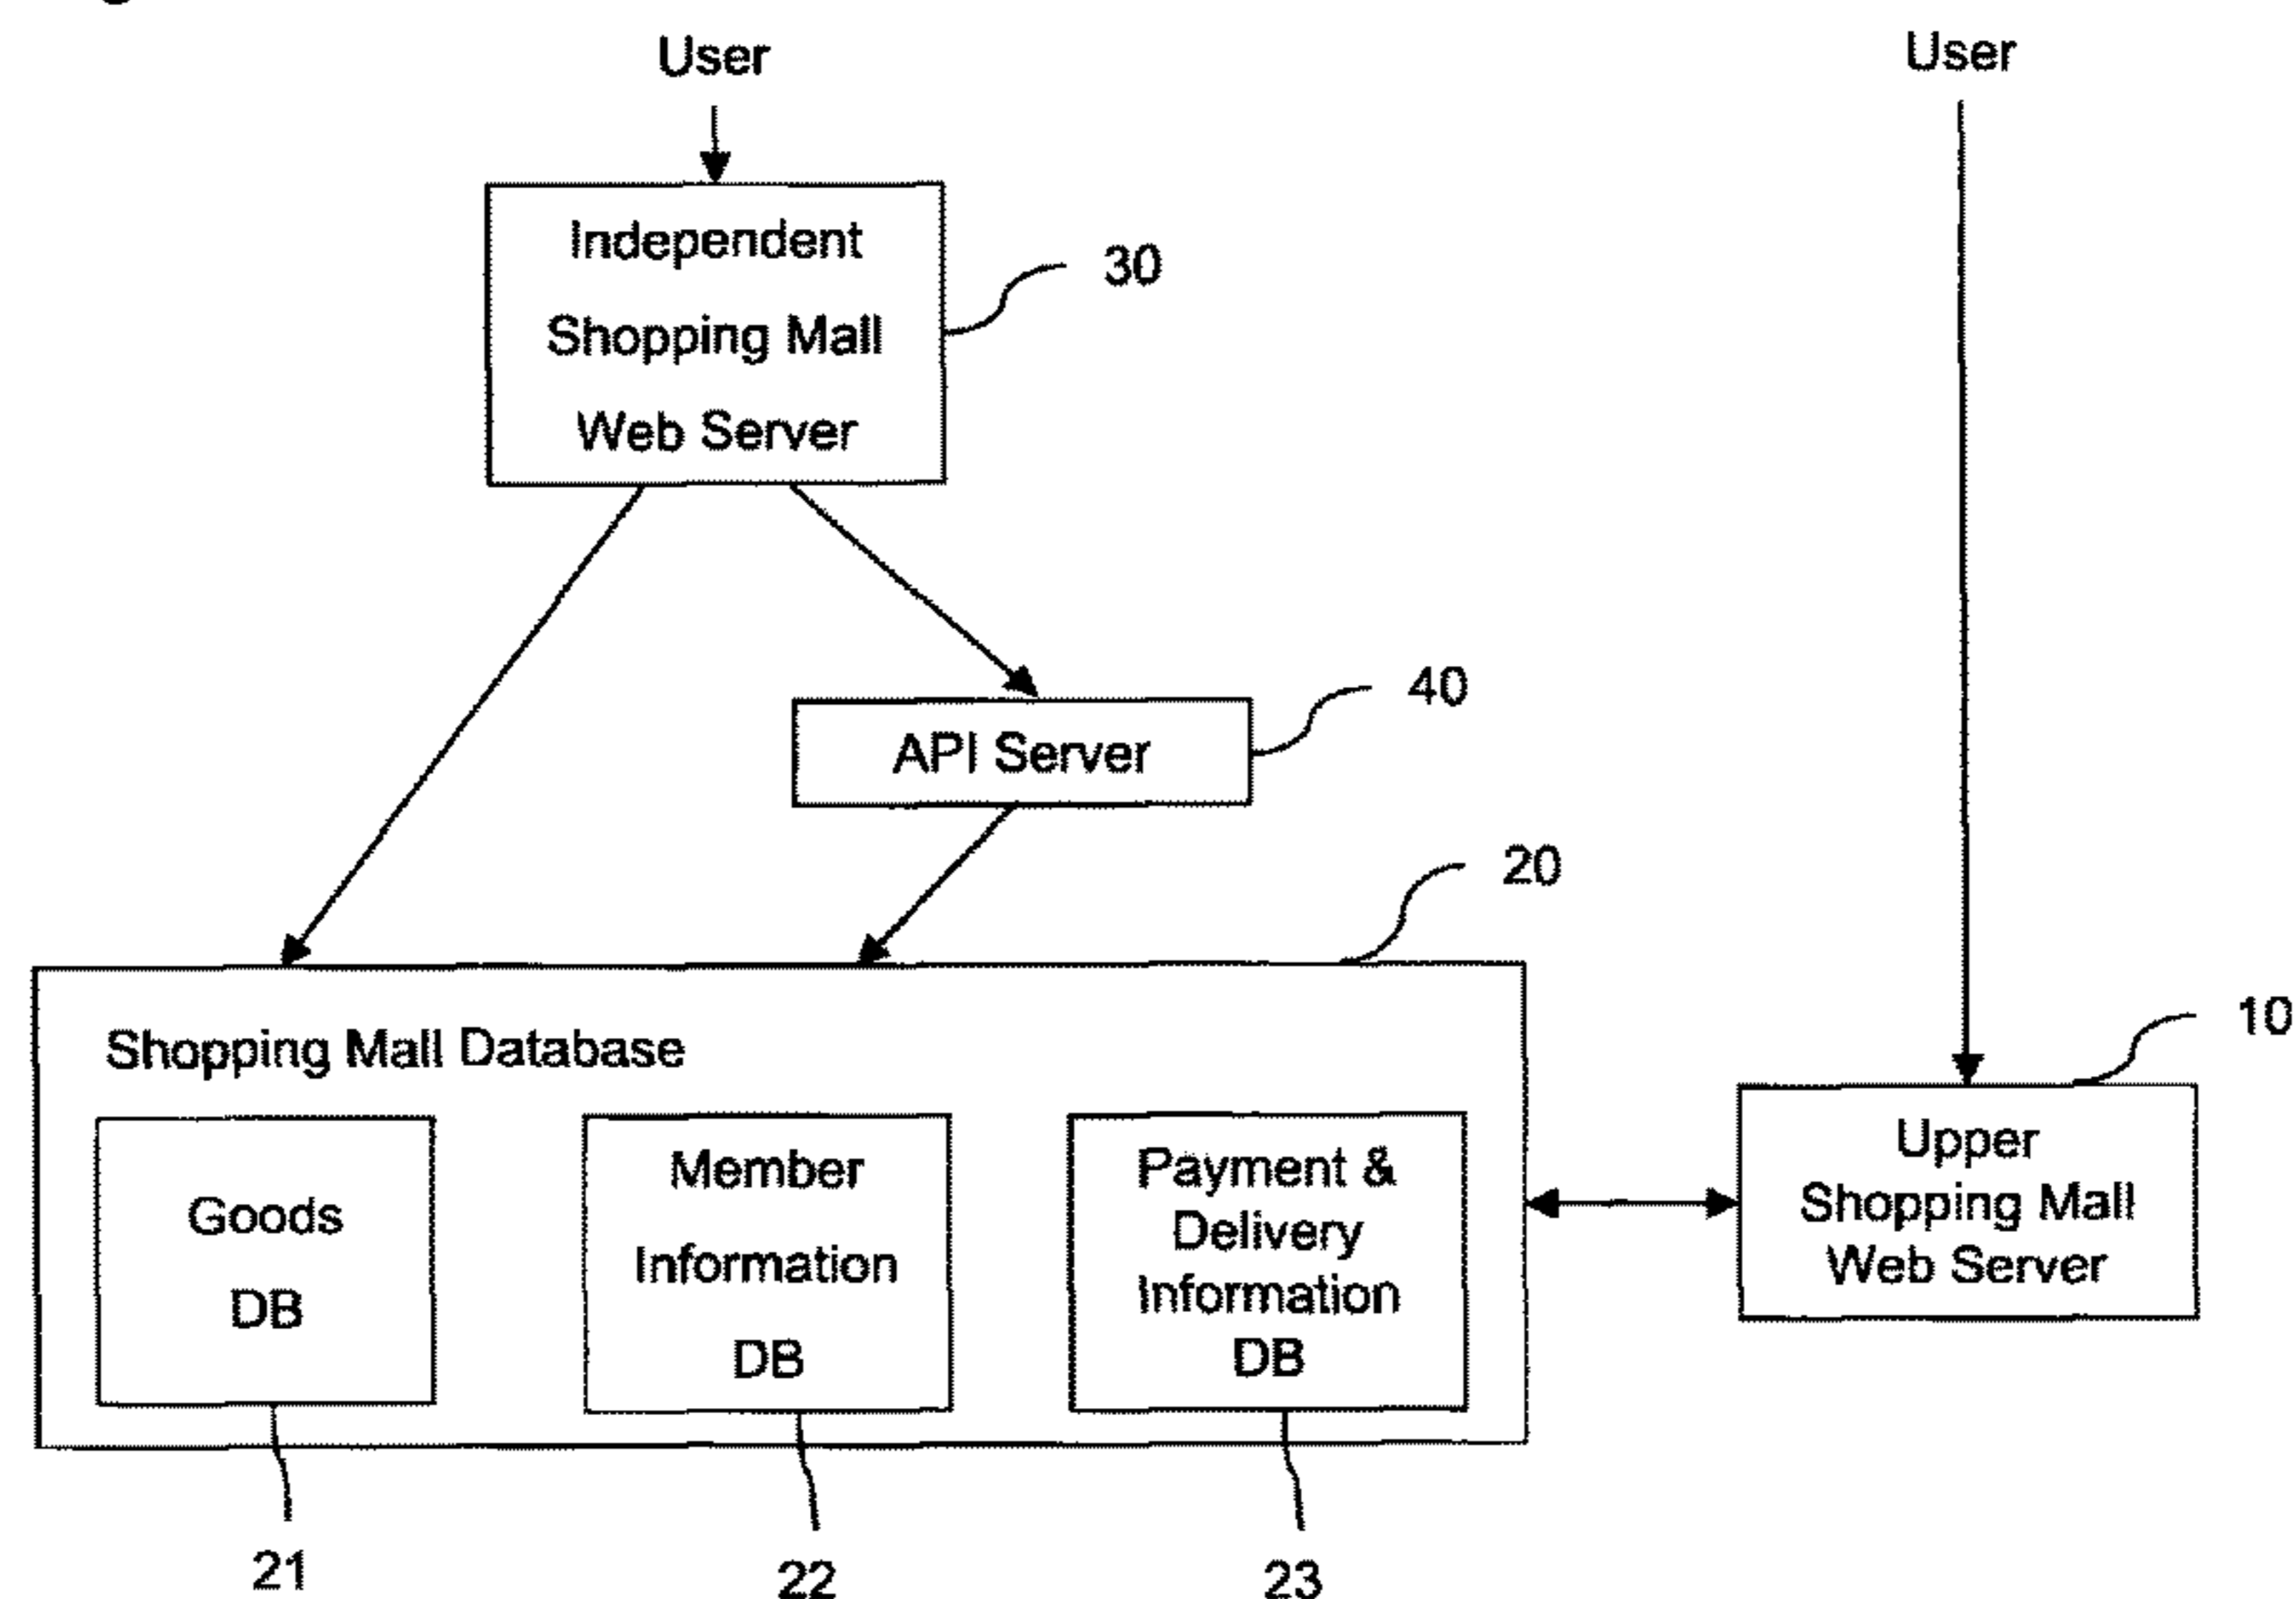 User
User
Independent
Shopping Mall
Web Server
30
API Server
40
20
Shopping Mall Database
Goods
DB
Member
Information
DB
Payment &
Delivery
Information
DB
10
Upper
Shopping Mall
Web Server
21
22
23